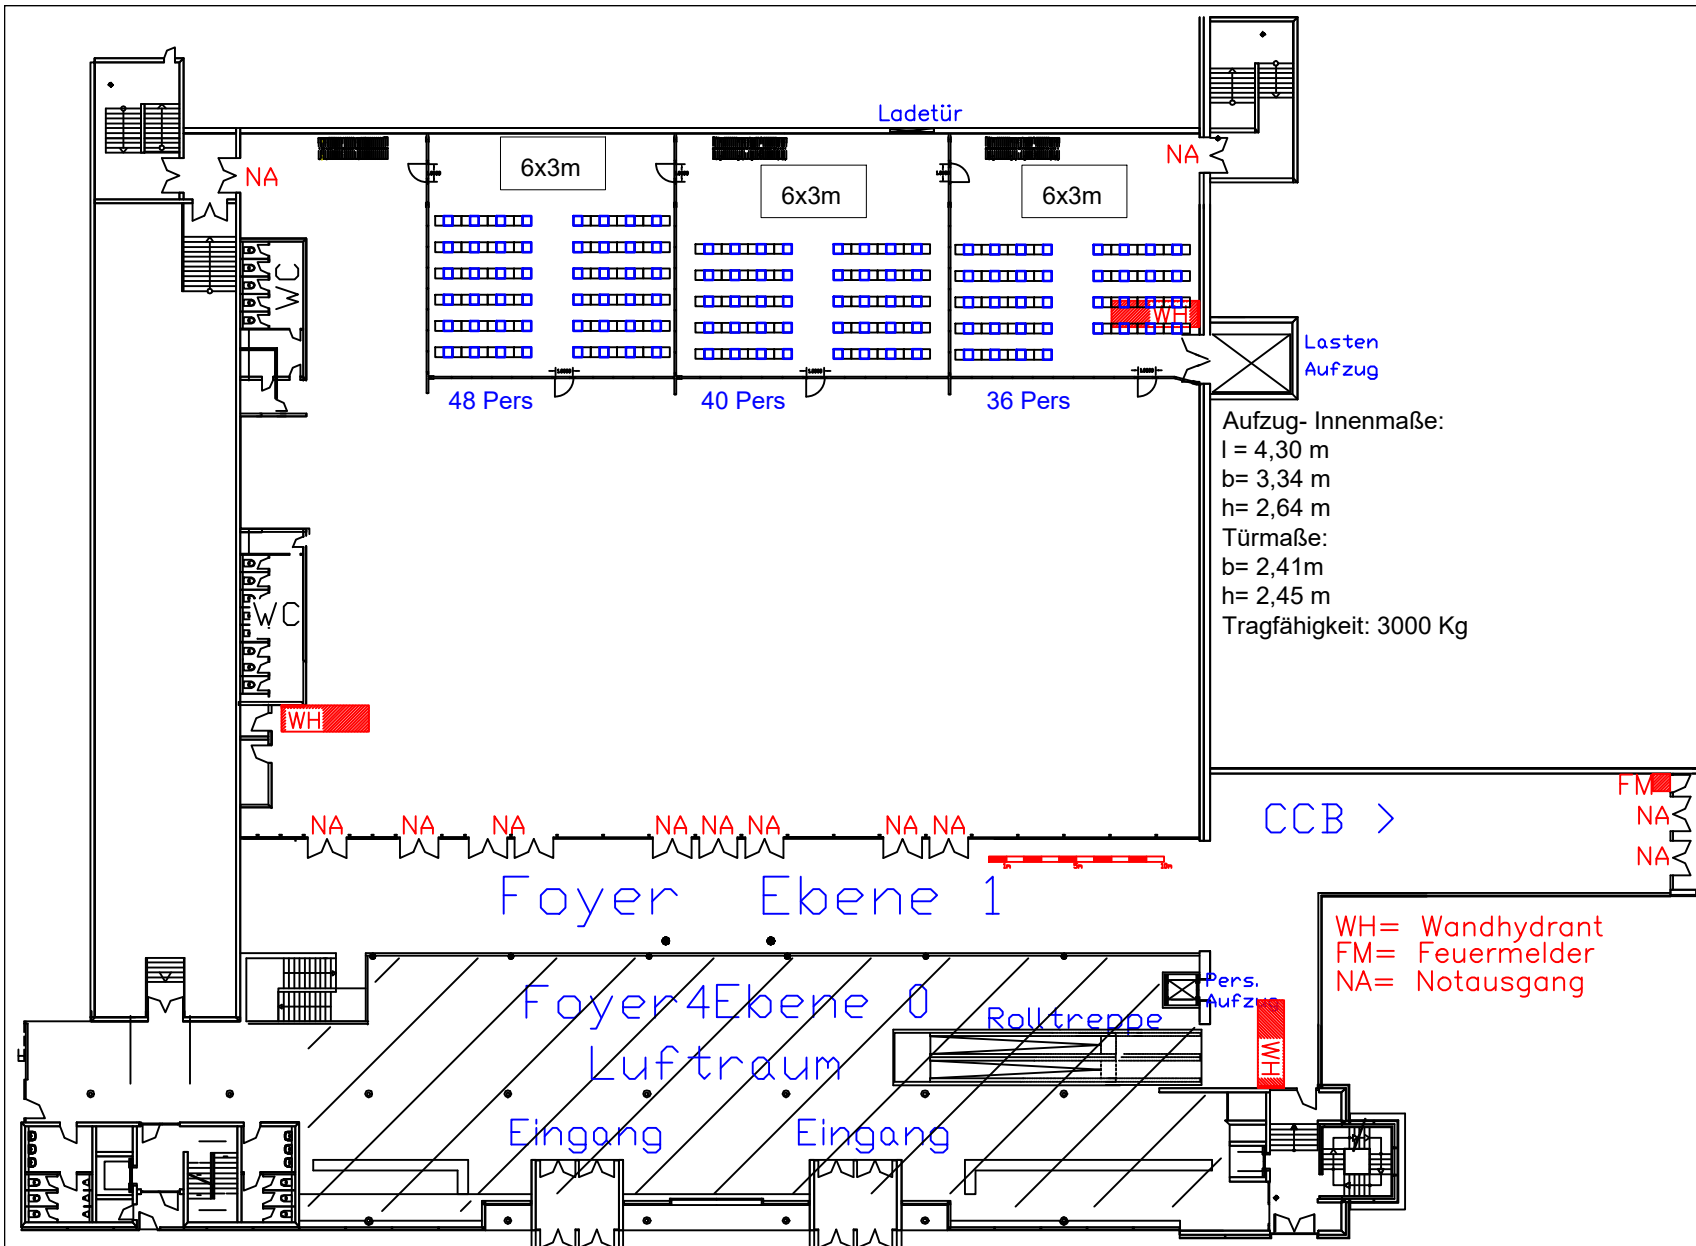 Ladetür
NA
6x3m
6x3m
6x3m
NA
WC
WH
Lasten
Aufzug
48 Pers
40 Pers
36 Pers
Aufzug- Innenmaße:
l = 4,30 m
b= 3,34 m
h= 2,64 m
Türmaße:
b= 2,41m
h= 2,45 m
Tragfähigkeit: 3000 Kg
WC
WH
FM
NA
NA
CCB >
NA NA NA NA NA NA NA NA
Foyer Ebene 1
WH= Wandhydrant
FM= Feuermelder
NA= Notausgang
Pers.
Aufzug
Foyer4Ebene 0
Rolltreppe
Luftraum
WH
Eingang Eingang